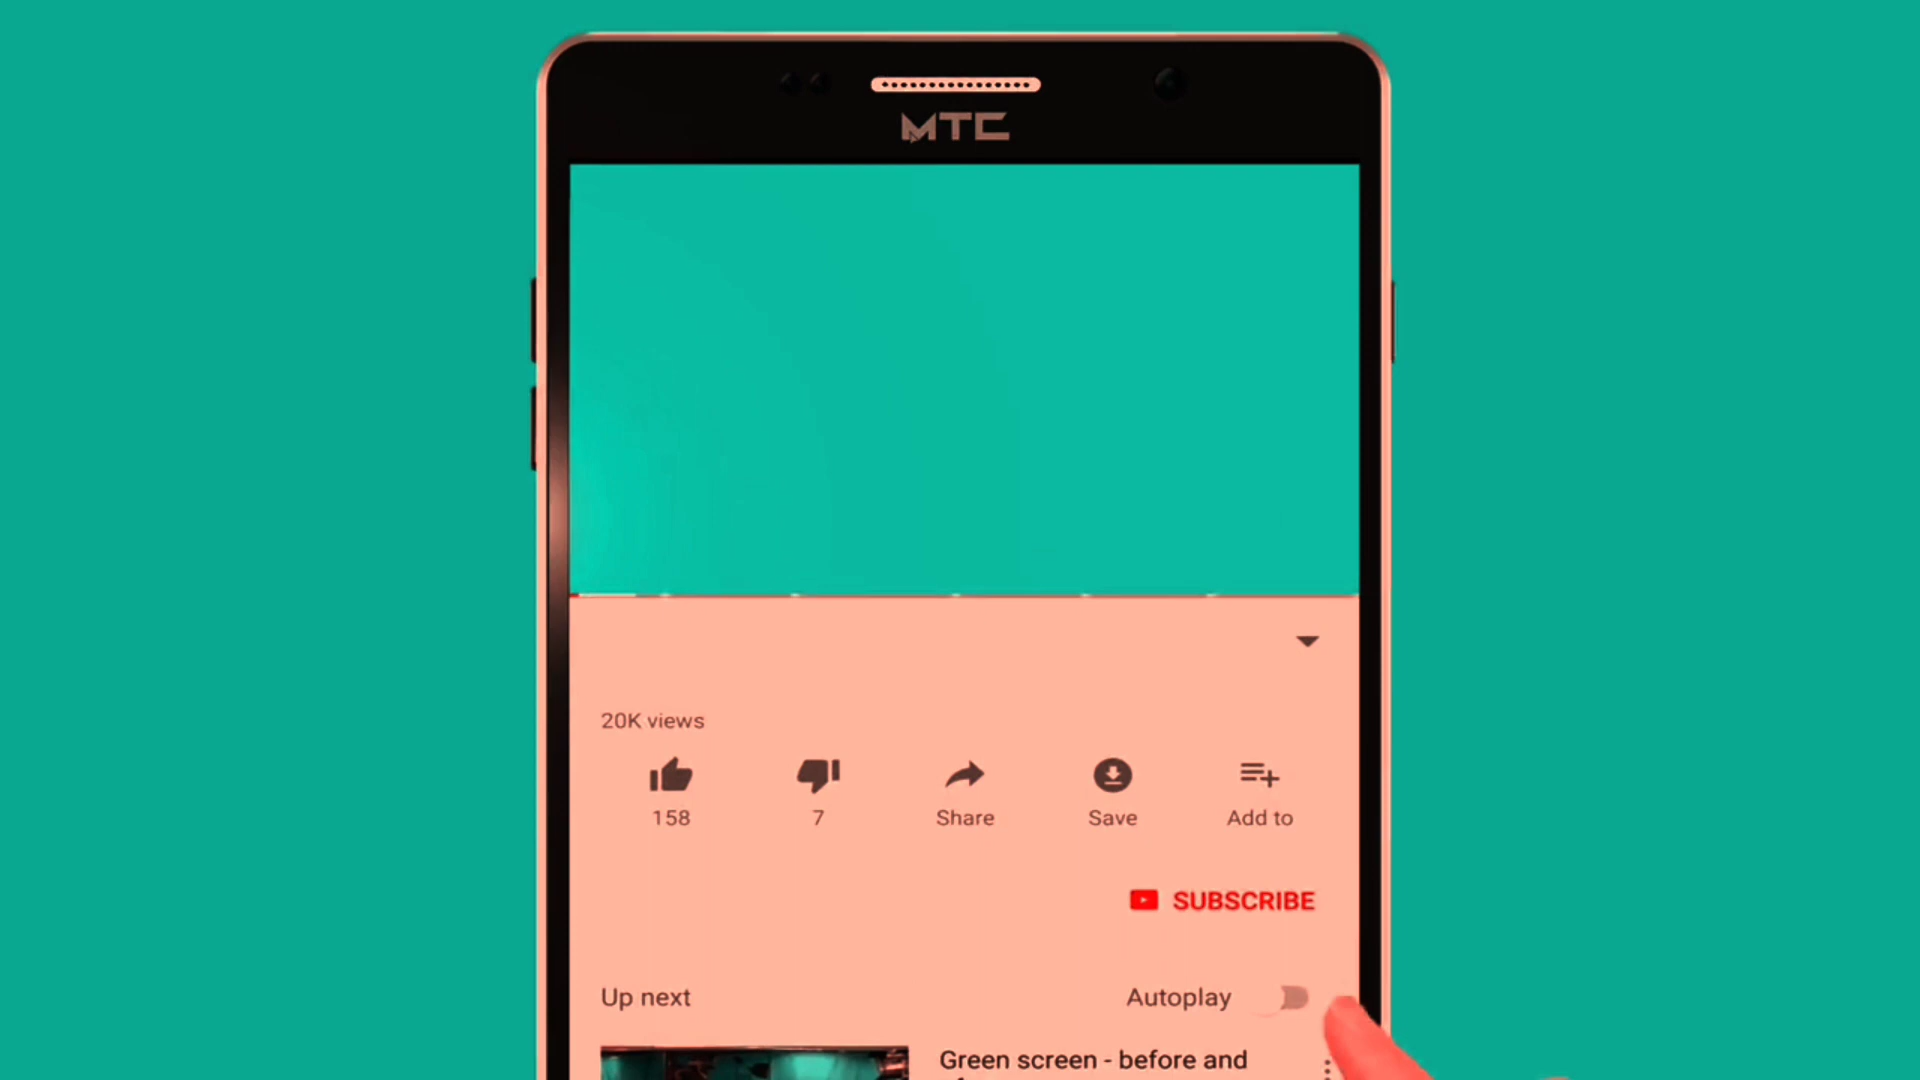 MTC
20K views
158
7
Share
Save
Add to
SUBSCRIBE
Up next
Autoplay
Green screen - before and